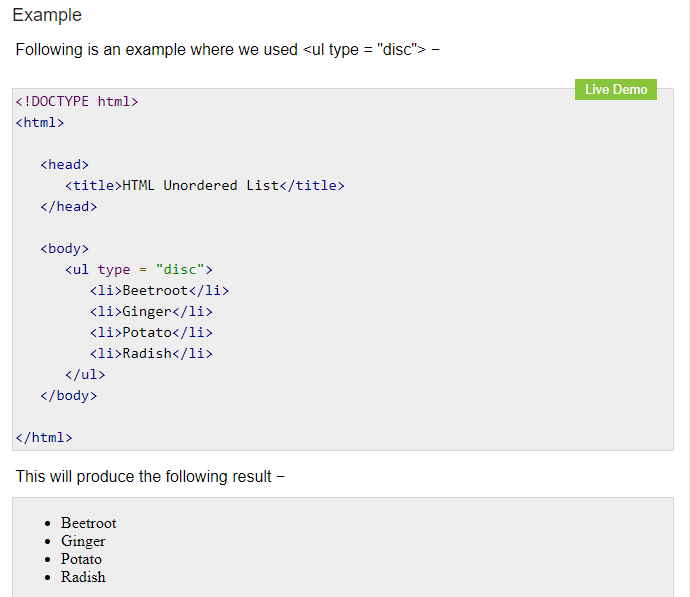 Example
Following is an example where we used <ul type = "disc"> −
Live Demo
<!DOCTYPE html>
<html>
<head>
<title>HTML Unordered List</title>
</head>
<body>
<ul type = "disc">
<li>Beetroot</li>
<li>Ginger</li>
<li>Potato</li>
<li>Radish</li>
</ul>
</body>
</html>
This will produce the following result −
• Beetroot
• Ginger
• Potato
• Radish